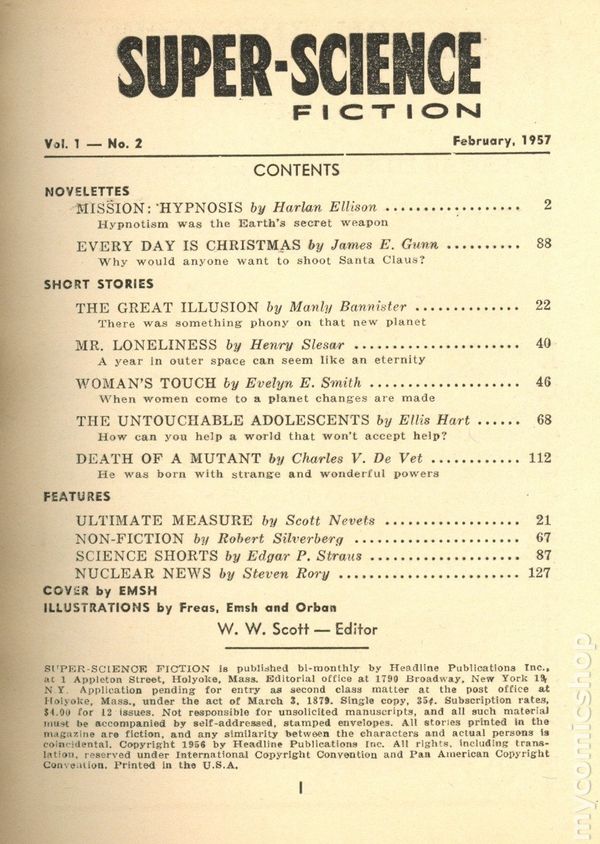 SUPER-SCIENCE
FICTION
Vol. 1 — No. 2 February, 1957
CONTENTS
NOVELETTES
MISSION: HYPNOSIS by Harlan Ellison .................. 2
Hypnotism was the Earth's secret weapon
EVERY DAY IS CHRISTMAS by James E. Gunn .......... 88
Why would anyone want to shoot Santa Claus?
SHORT STORIES
THE GREAT ILLUSION by Manly Bannister .............. 22
There was something phony on that new planet
MR. LONELINESS by Henry Slesar .................... 40
A year in outer space can seem like an eternity
WOMAN'S TOUCH by Evelyn E. Smith .................. 46
When women come to a planet changes are made
THE UNTOUCHABLE ADOLESCENTS by Ellis Hart ...... 68
How can you help a world that won't accept help?
DEATH OF A MUTANT by Charles V. De Vet ............ 112
He was born with strange and wonderful powers
FEATURES
ULTIMATE MEASURE by Scott Nevets .................. 21
NON-FICTION by Robert Silverberg .................... 67
SCIENCE SHORTS by Edgar P. Straus .................. 87
NUCLEAR NEWS by Steven Rory ...................... 127
COVER by EMSH
ILLUSTRATIONS by Freas, Emsh and Orban
W. W. Scott — Editor
SUPER-SCIENCE FICTION is published bi-monthly by Headline Publications Inc.,
at 1 Appleton Street, Holyoke, Mass. Editorial office at 1790 Broadway, New York 19,
N.Y. Application pending for entry as second class matter at the post office at
Holyoke, Mass., under the act of March 3, 1879. Single copy, 35¢. Subscription rates,
$4.00 for 12 issues. Not responsible for unsolicited manuscripts, and all such material
must be accompanied by self-addressed, stamped envelopes. All stories printed in the
magazine are fiction, and any similarity between the characters and actual persons is
coincidental. Copyright 1956 by Headline Publications Inc. All rights, including trans-
lation, reserved under International Copyright Convention and Pan American Copyright
Convention. Printed in the U.S.A.
1
mycomicshop